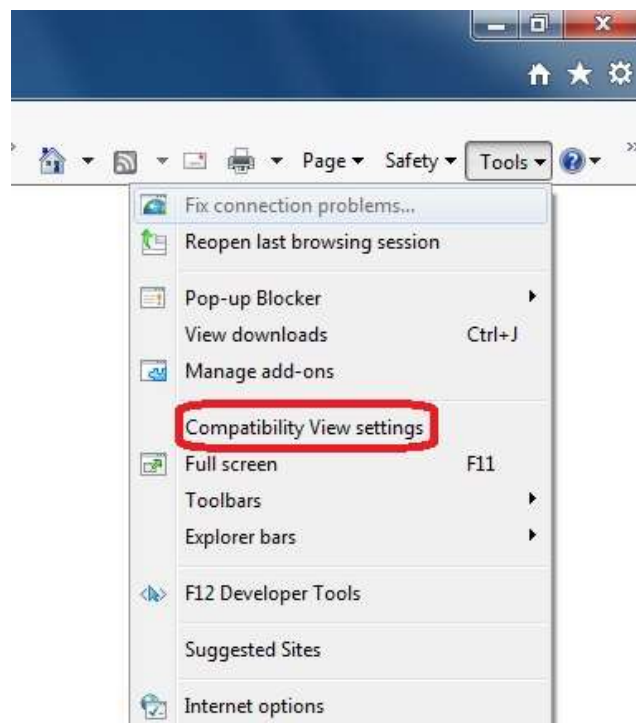 Page Safety Tools
Fix connection problems...
Reopen last browsing session
Pop-up Blocker
View downloads Ctrl+J
Manage add-ons
Compatibility View settings
Full screen F11
Toolbars
Explorer bars
F12 Developer Tools
Suggested Sites
Internet options